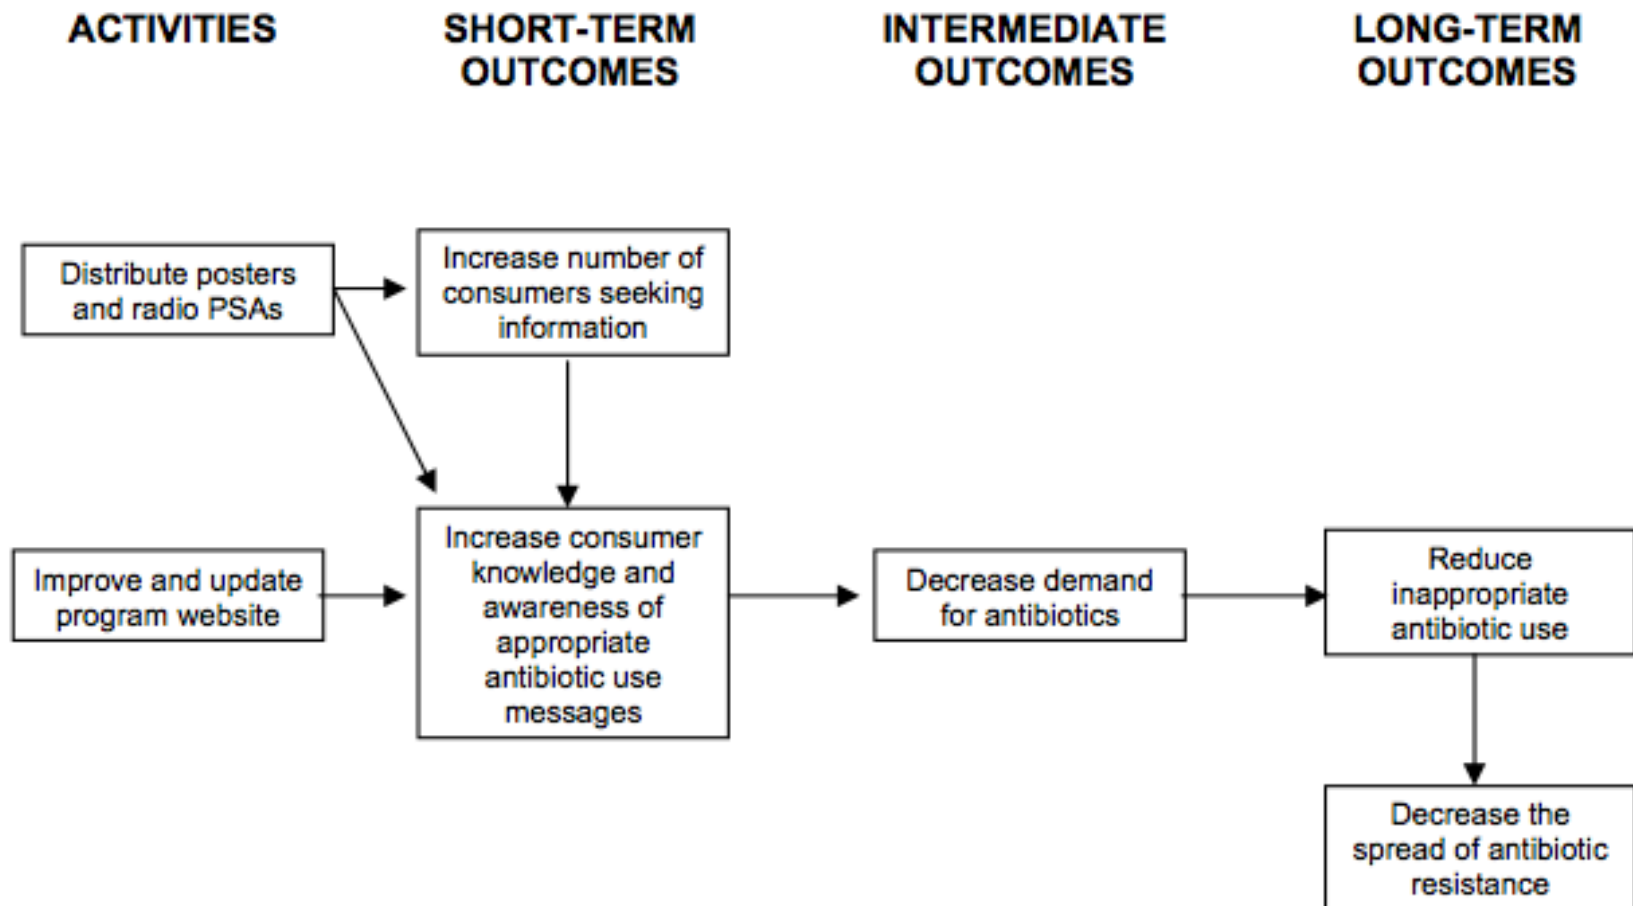 ACTIVITIES
SHORT-TERM
OUTCOMES
INTERMEDIATE
OUTCOMES
LONG-TERM
OUTCOMES
Distribute posters
and radio PSAs
Increase number of
consumers seeking
information
Improve and update
program website
Increase consumer
knowledge and
awareness of
appropriate
antibiotic use
messages
Decrease demand
for antibiotics
Reduce
inappropriate
antibiotic use
Decrease the
spread of antibiotic
resistance